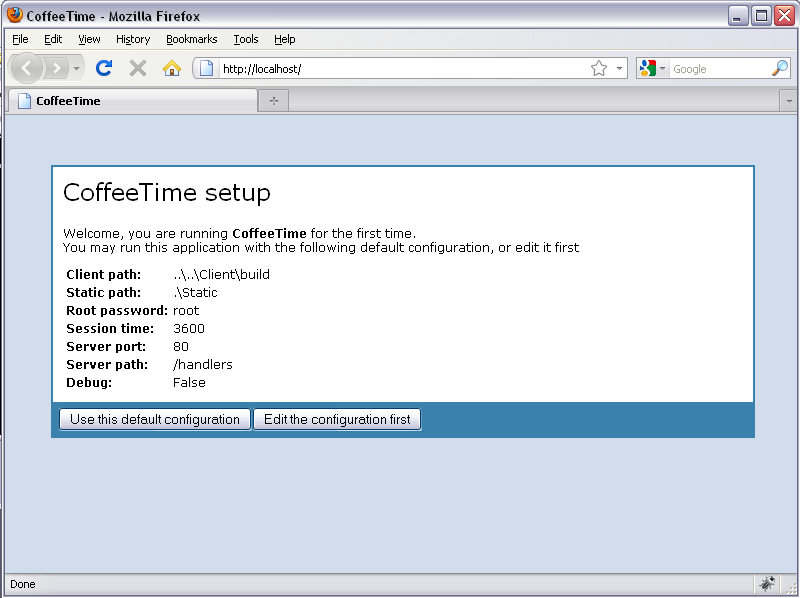 CoffeeTime - Mozilla Firefox
File Edit View History Bookmarks Tools Help
http://localhost/ Google
CoffeeTime
CoffeeTime setup
Welcome, you are running CoffeeTime for the first time.
You may run this application with the following default configuration, or edit it first
Client path: ..\..\Client\build
Static path: .\Static
Root password: root
Session time: 3600
Server port: 80
Server path: /handlers
Debug: False
Use this default configuration Edit the configuration first
Done